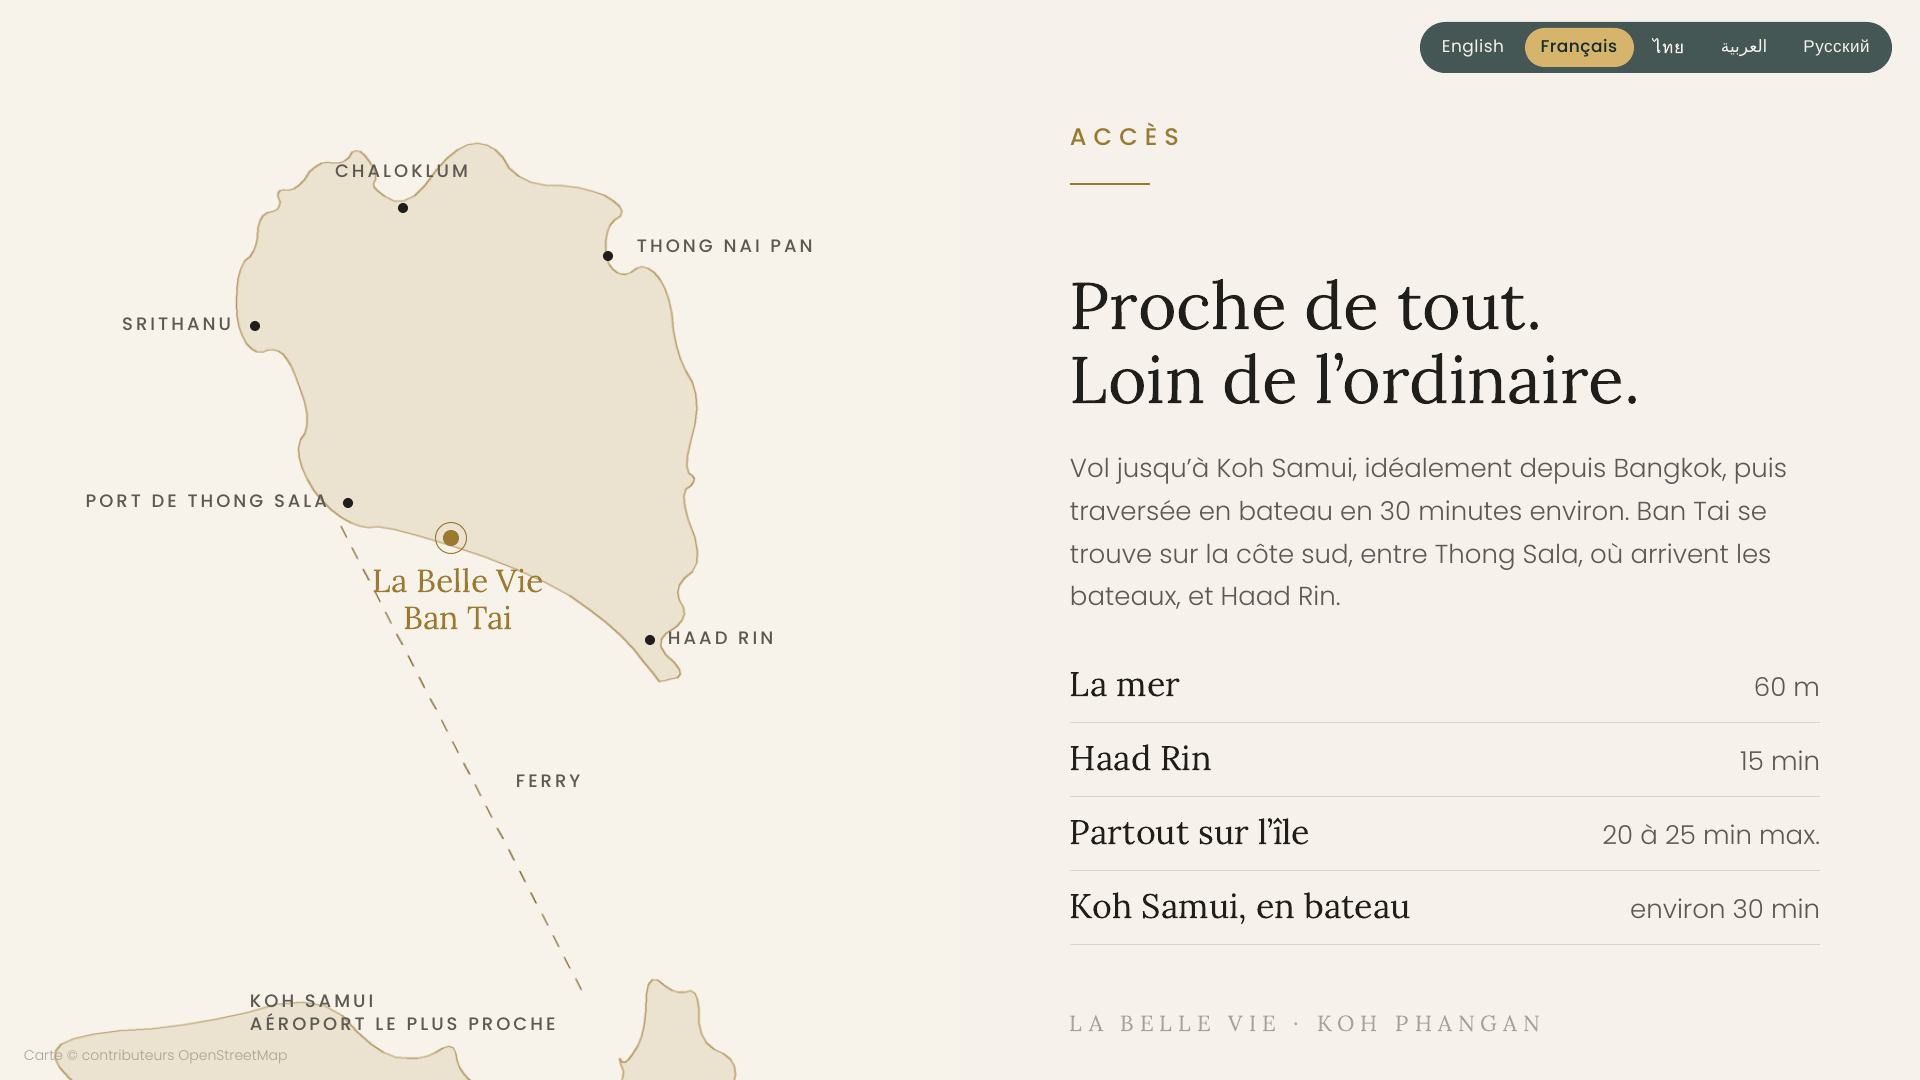 English Français ไทย العربية Русский
ACCÈS
CHALOKLUM
THONG NAI PAN
SRITHANU
PORT DE THONG SALA
La Belle Vie
Ban Tai
HAAD RIN
FERRY
KOH SAMUI
AÉROPORT LE PLUS PROCHE
Carte © contributeurs OpenStreetMap
Proche de tout.
Loin de l’ordinaire.
Vol jusqu’à Koh Samui, idéalement depuis Bangkok, puis
traversée en bateau en 30 minutes environ. Ban Tai se
trouve sur la côte sud, entre Thong Sala, où arrivent les
bateaux, et Haad Rin.
La mer 60 m
Haad Rin 15 min
Partout sur l’île 20 à 25 min max.
Koh Samui, en bateau environ 30 min
LA BELLE VIE · KOH PHANGAN